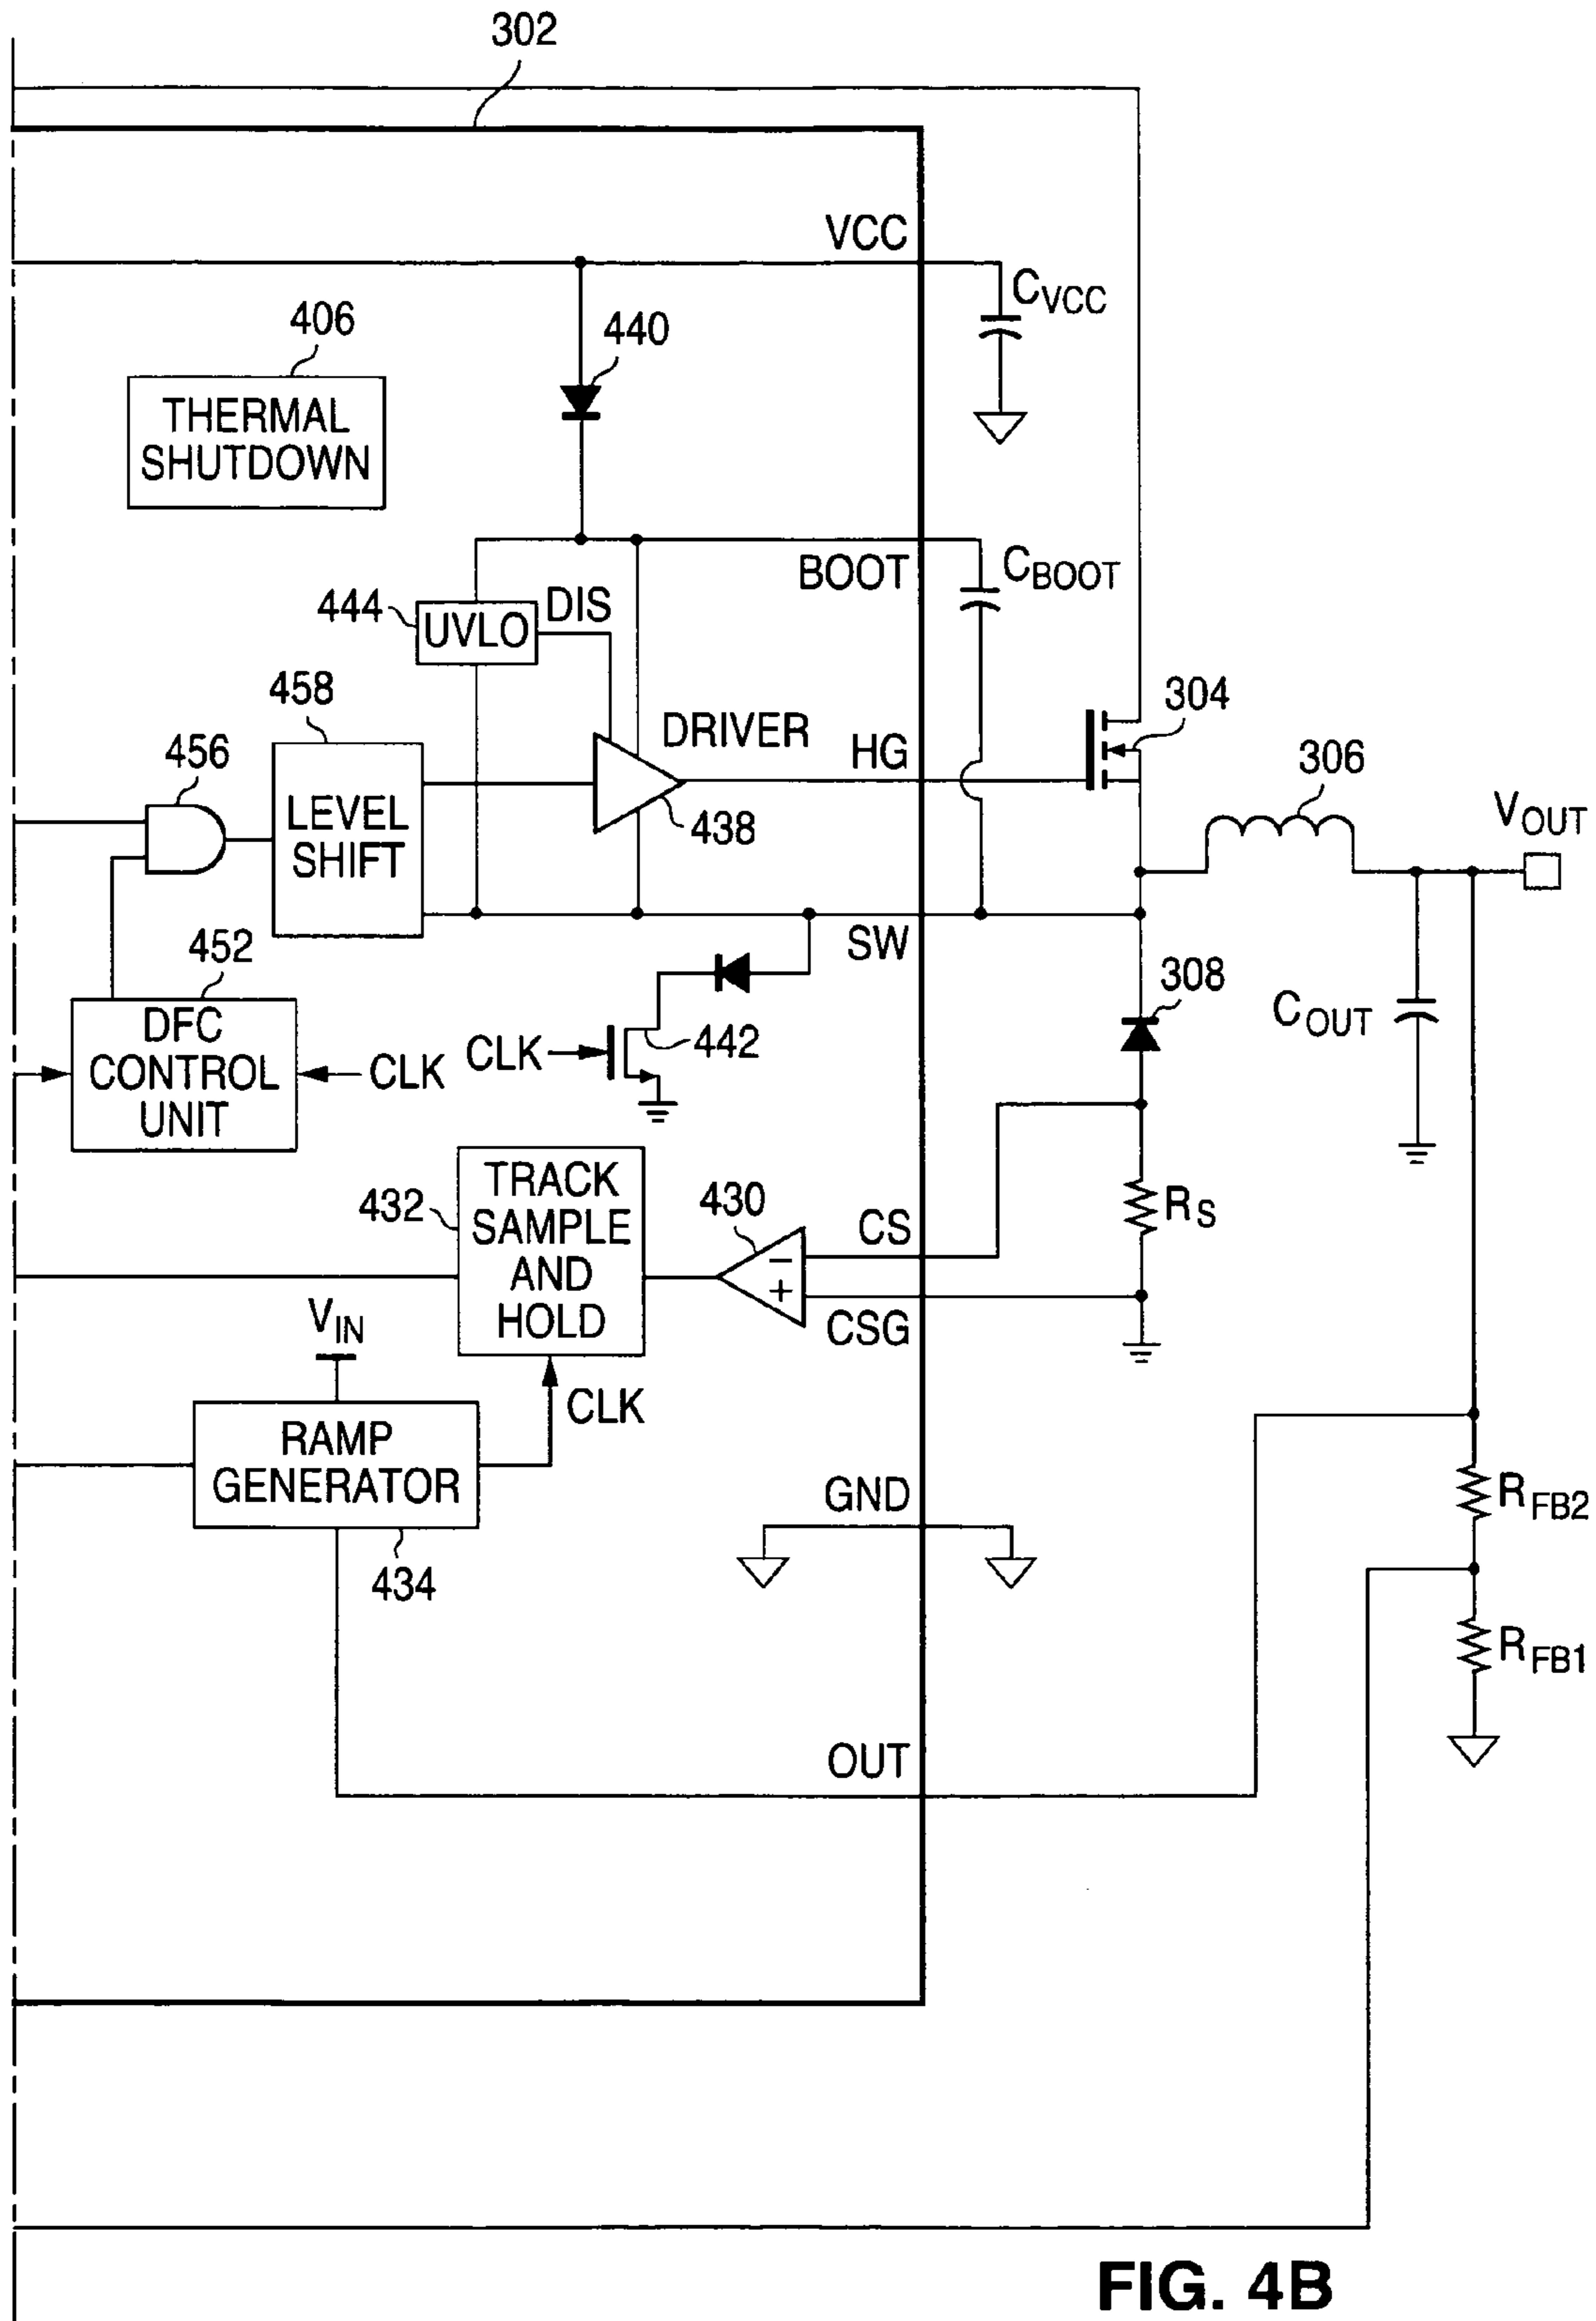 302
VCC
CVCC
406
440
THERMAL
SHUTDOWN
BOOT
CBOOT
444
UVLO
DIS
458
304
DRIVER
HG
456
306
LEVEL
SHIFT
438
VOUT
452
SW
308
DFC
CONTROL
UNIT
CLK
CLK
442
COUT
432
TRACK
SAMPLE
AND
HOLD
430
−
+
CS
RS
CSG
VIN
CLK
RAMP
GENERATOR
434
GND
RFB2
RFB1
OUT
FIG. 4B